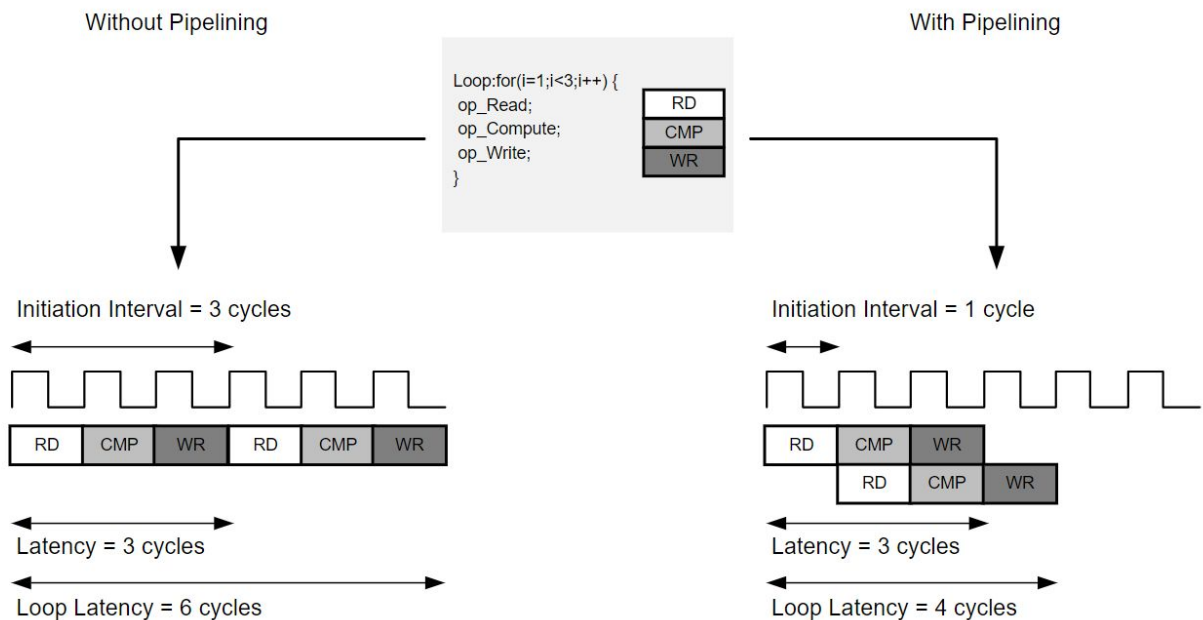 Without Pipelining
With Pipelining
Loop:for(i=1;i<3;i++) {
op_Read;
op_Compute;
op_Write;
}
RD
CMP
WR
Initiation Interval = 3 cycles
RD CMP WR RD CMP WR
Latency = 3 cycles
Loop Latency = 6 cycles
Initiation Interval = 1 cycle
RD CMP WR
RD CMP WR
Latency = 3 cycles
Loop Latency = 4 cycles